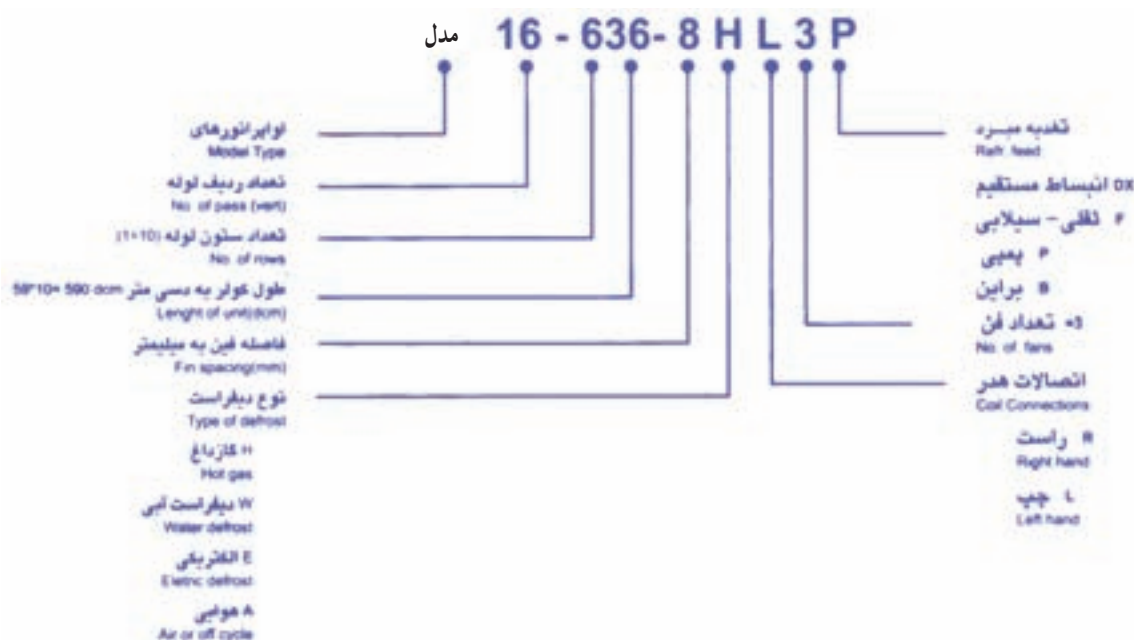 مدل 16 - 636- 8 H L 3 P
اواپراتورهای
Model Type
تعداد ردیف لوله
No. of pass (vert)
تعداد ستون لوله (10+1)
No. of rows
طول کولر به دسی متر 59*10= 590 dcm
Lenght of unit(dcm)
فاصله فین به میلیمتر
Fin spacing(mm)
نوع دیفراست
Type of defrost
H گازداغ
Hot gas
W دیفراست آبی
Water defrost
E الکتریکی
Eletric defrost
A هوایی
Air or off cycle
تغدیه مبرد
Refr. feed
DX انبساط مستقیم
F ثقلی - سیلابی
P پمپی
B براین
3= تعداد فن
No. of fans
اتصالات هدر
Coil Connections
R راست
Right hand
L چپ
Left hand